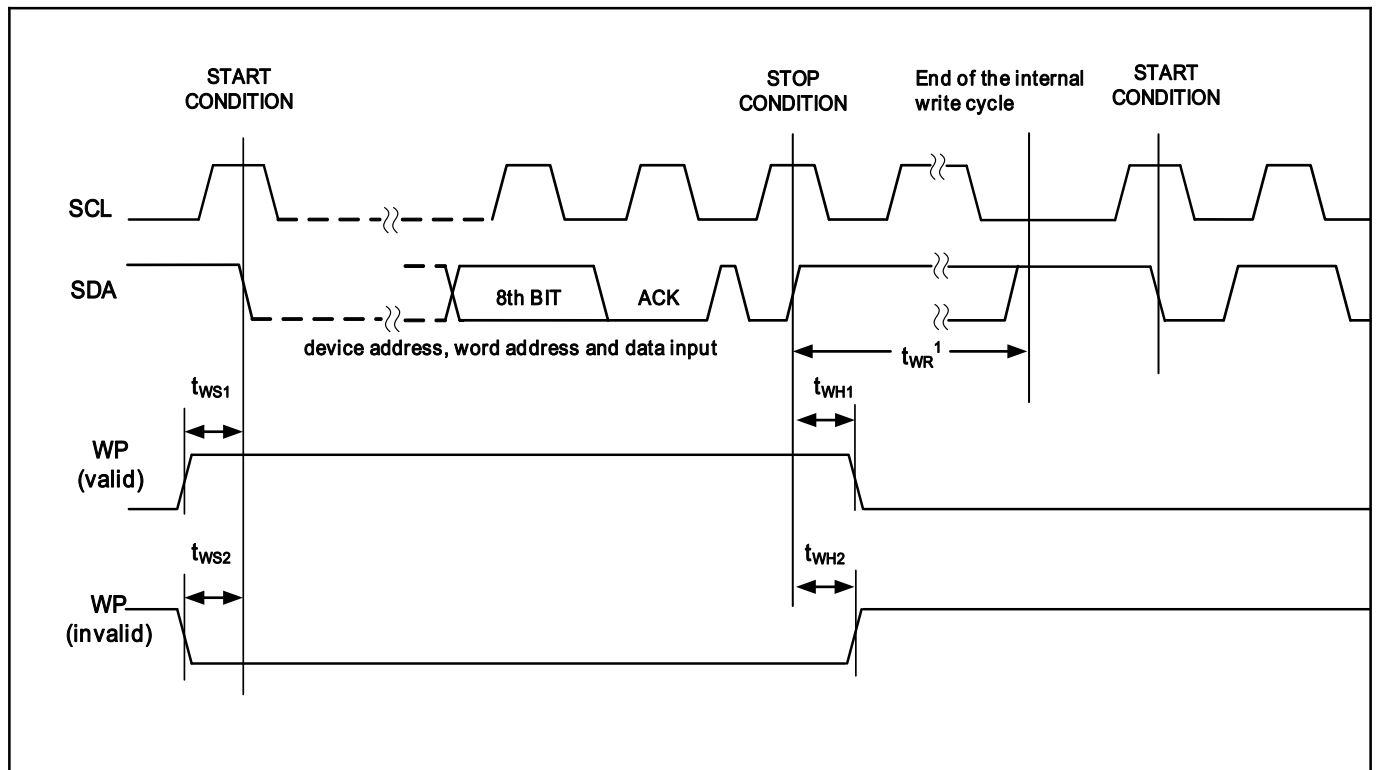 START
CONDITION
STOP
CONDITION
End of the internal
write cycle
START
CONDITION
SCL
SDA
8th BIT
ACK
device address, word address and data input
tWR1
tWS1
tWH1
WP
(valid)
tWS2
tWH2
WP
(invalid)